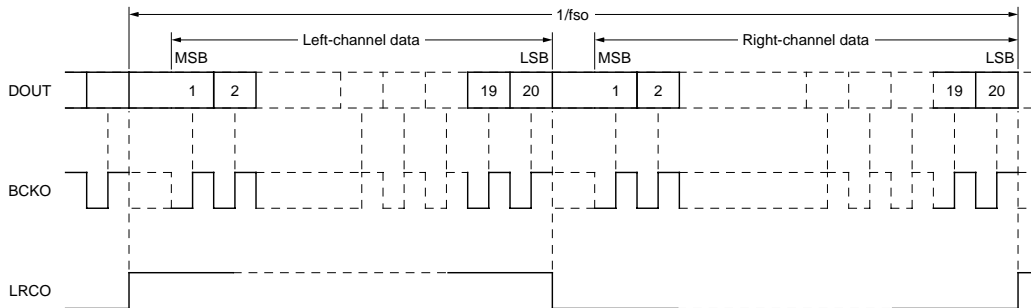 1/fso
Left-channel data Right-channel data
MSB LSB MSB LSB
DOUT 1 2 19 20 1 2 19 20
BCKO
LRCO